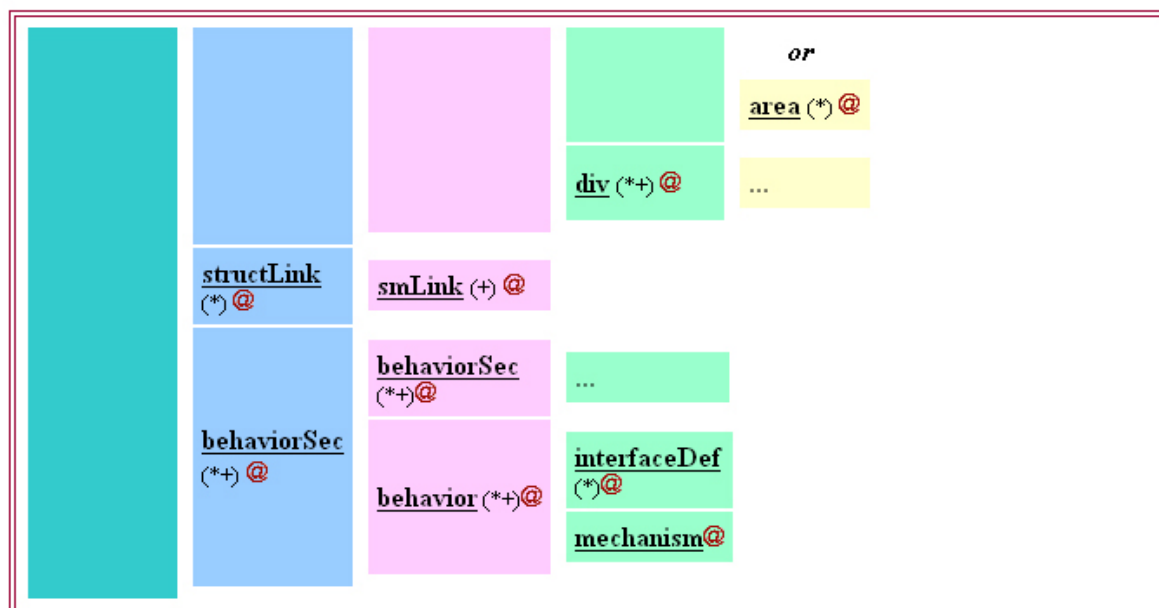 or
area (*) @
div (*+) @
...
structLink
(*) @
smLink (+) @
behaviorSec
(*+) @
behaviorSec
(*+)@
...
behavior (*+)@
interfaceDef
(*)@
mechanism@